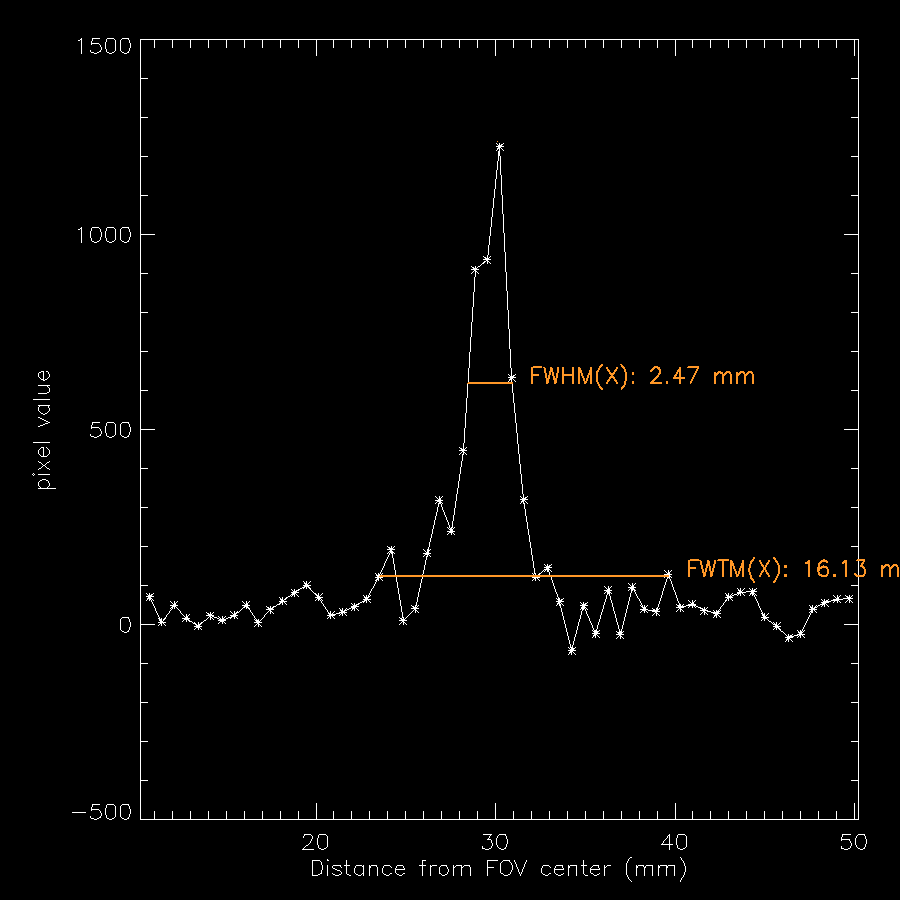 1500
1000
FWHM(X): 2.47 mm
pixel value
500
FWTM(X): 16.13 m
0
-500
20 30 40 50
Distance from FOV center (mm)